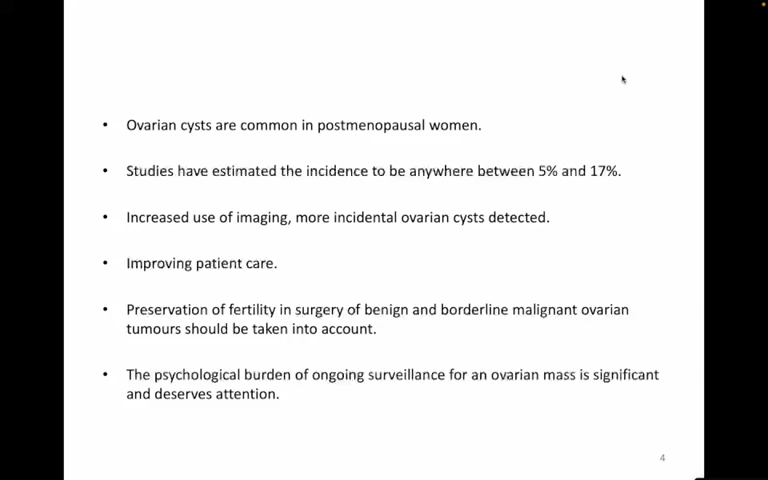 • Ovarian cysts are common in postmenopausal women.
• Studies have estimated the incidence to be anywhere between 5% and 17%.
• Increased use of imaging, more incidental ovarian cysts detected.
• Improving patient care.
• Preservation of fertility in surgery of benign and borderline malignant ovarian
tumours should be taken into account.
• The psychological burden of ongoing surveillance for an ovarian mass is significant
and deserves attention.
4